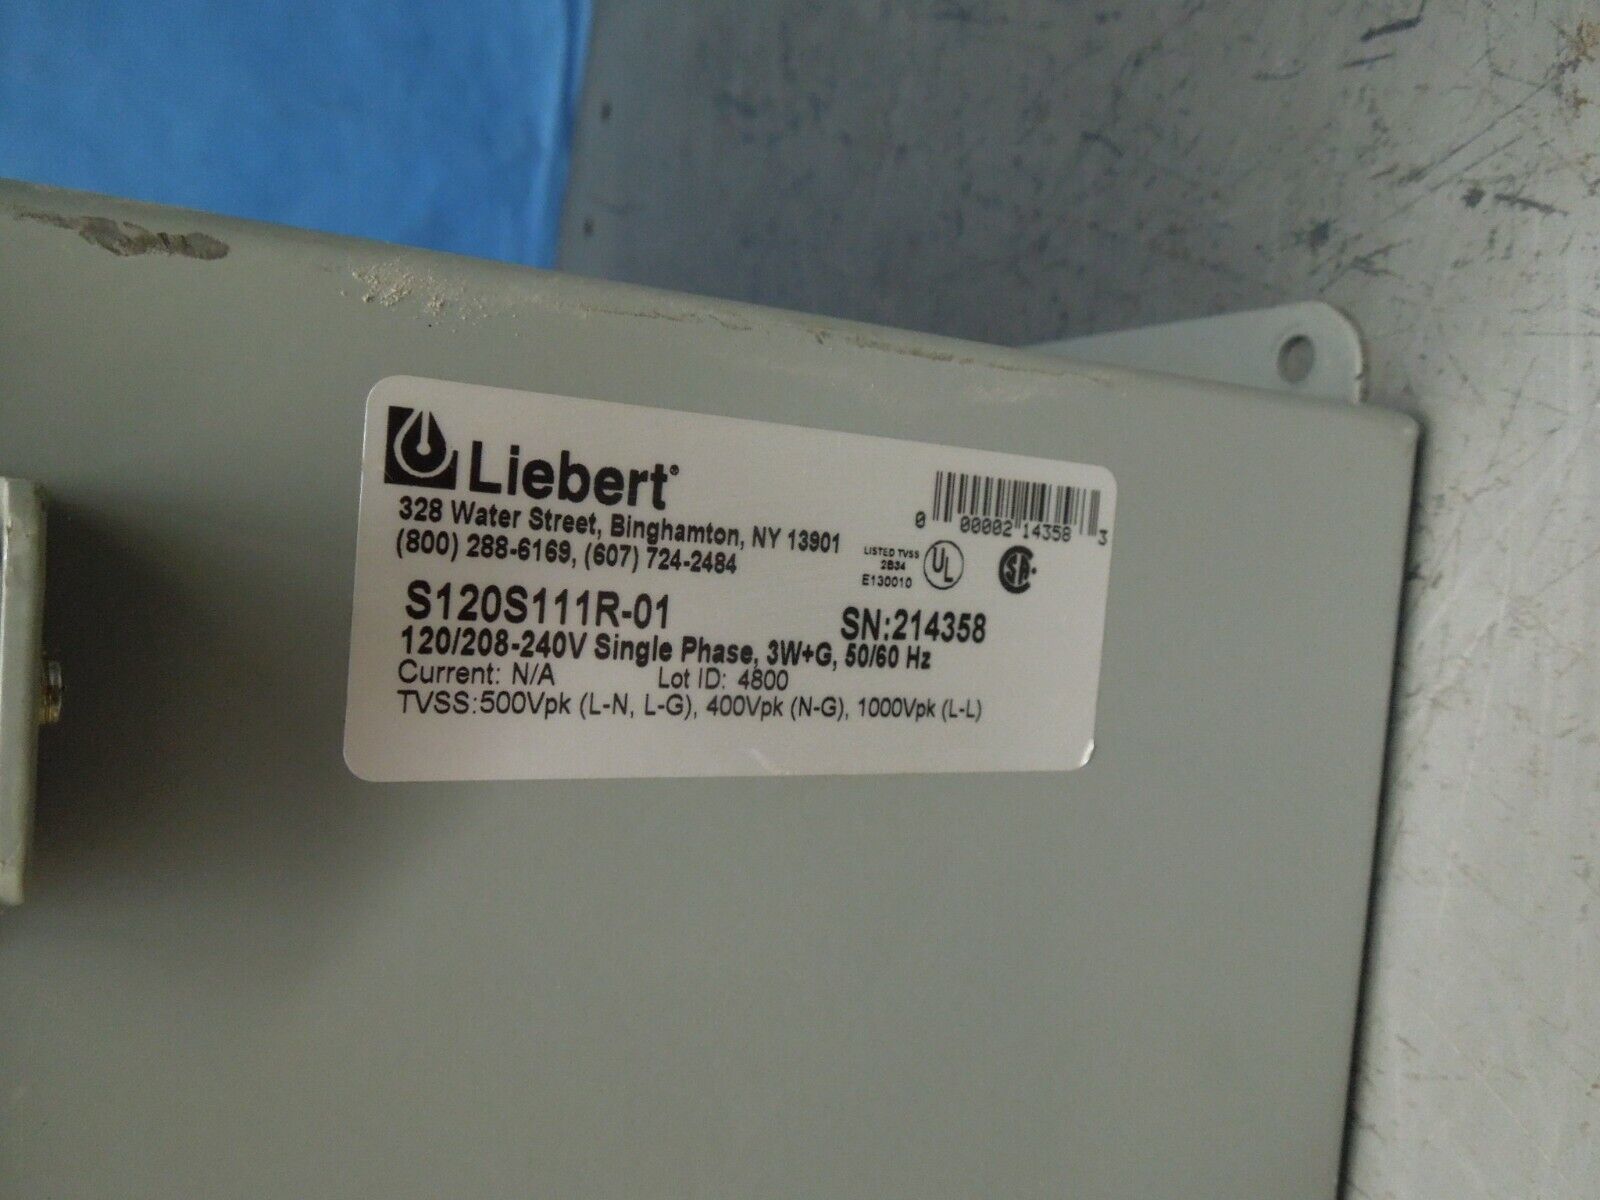 Liebert®
328 Water Street, Binghamton, NY 13901
(800) 288-6169, (607) 724-2484
0 00002 14358 3
LISTED TVSS
2B34
E130010
UL
SA
S120S111R-01
SN:214358
120/208-240V Single Phase, 3W+G, 50/60 Hz
Current: N/A Lot ID: 4800
TVSS:500Vpk (L-N, L-G), 400Vpk (N-G), 1000Vpk (L-L)